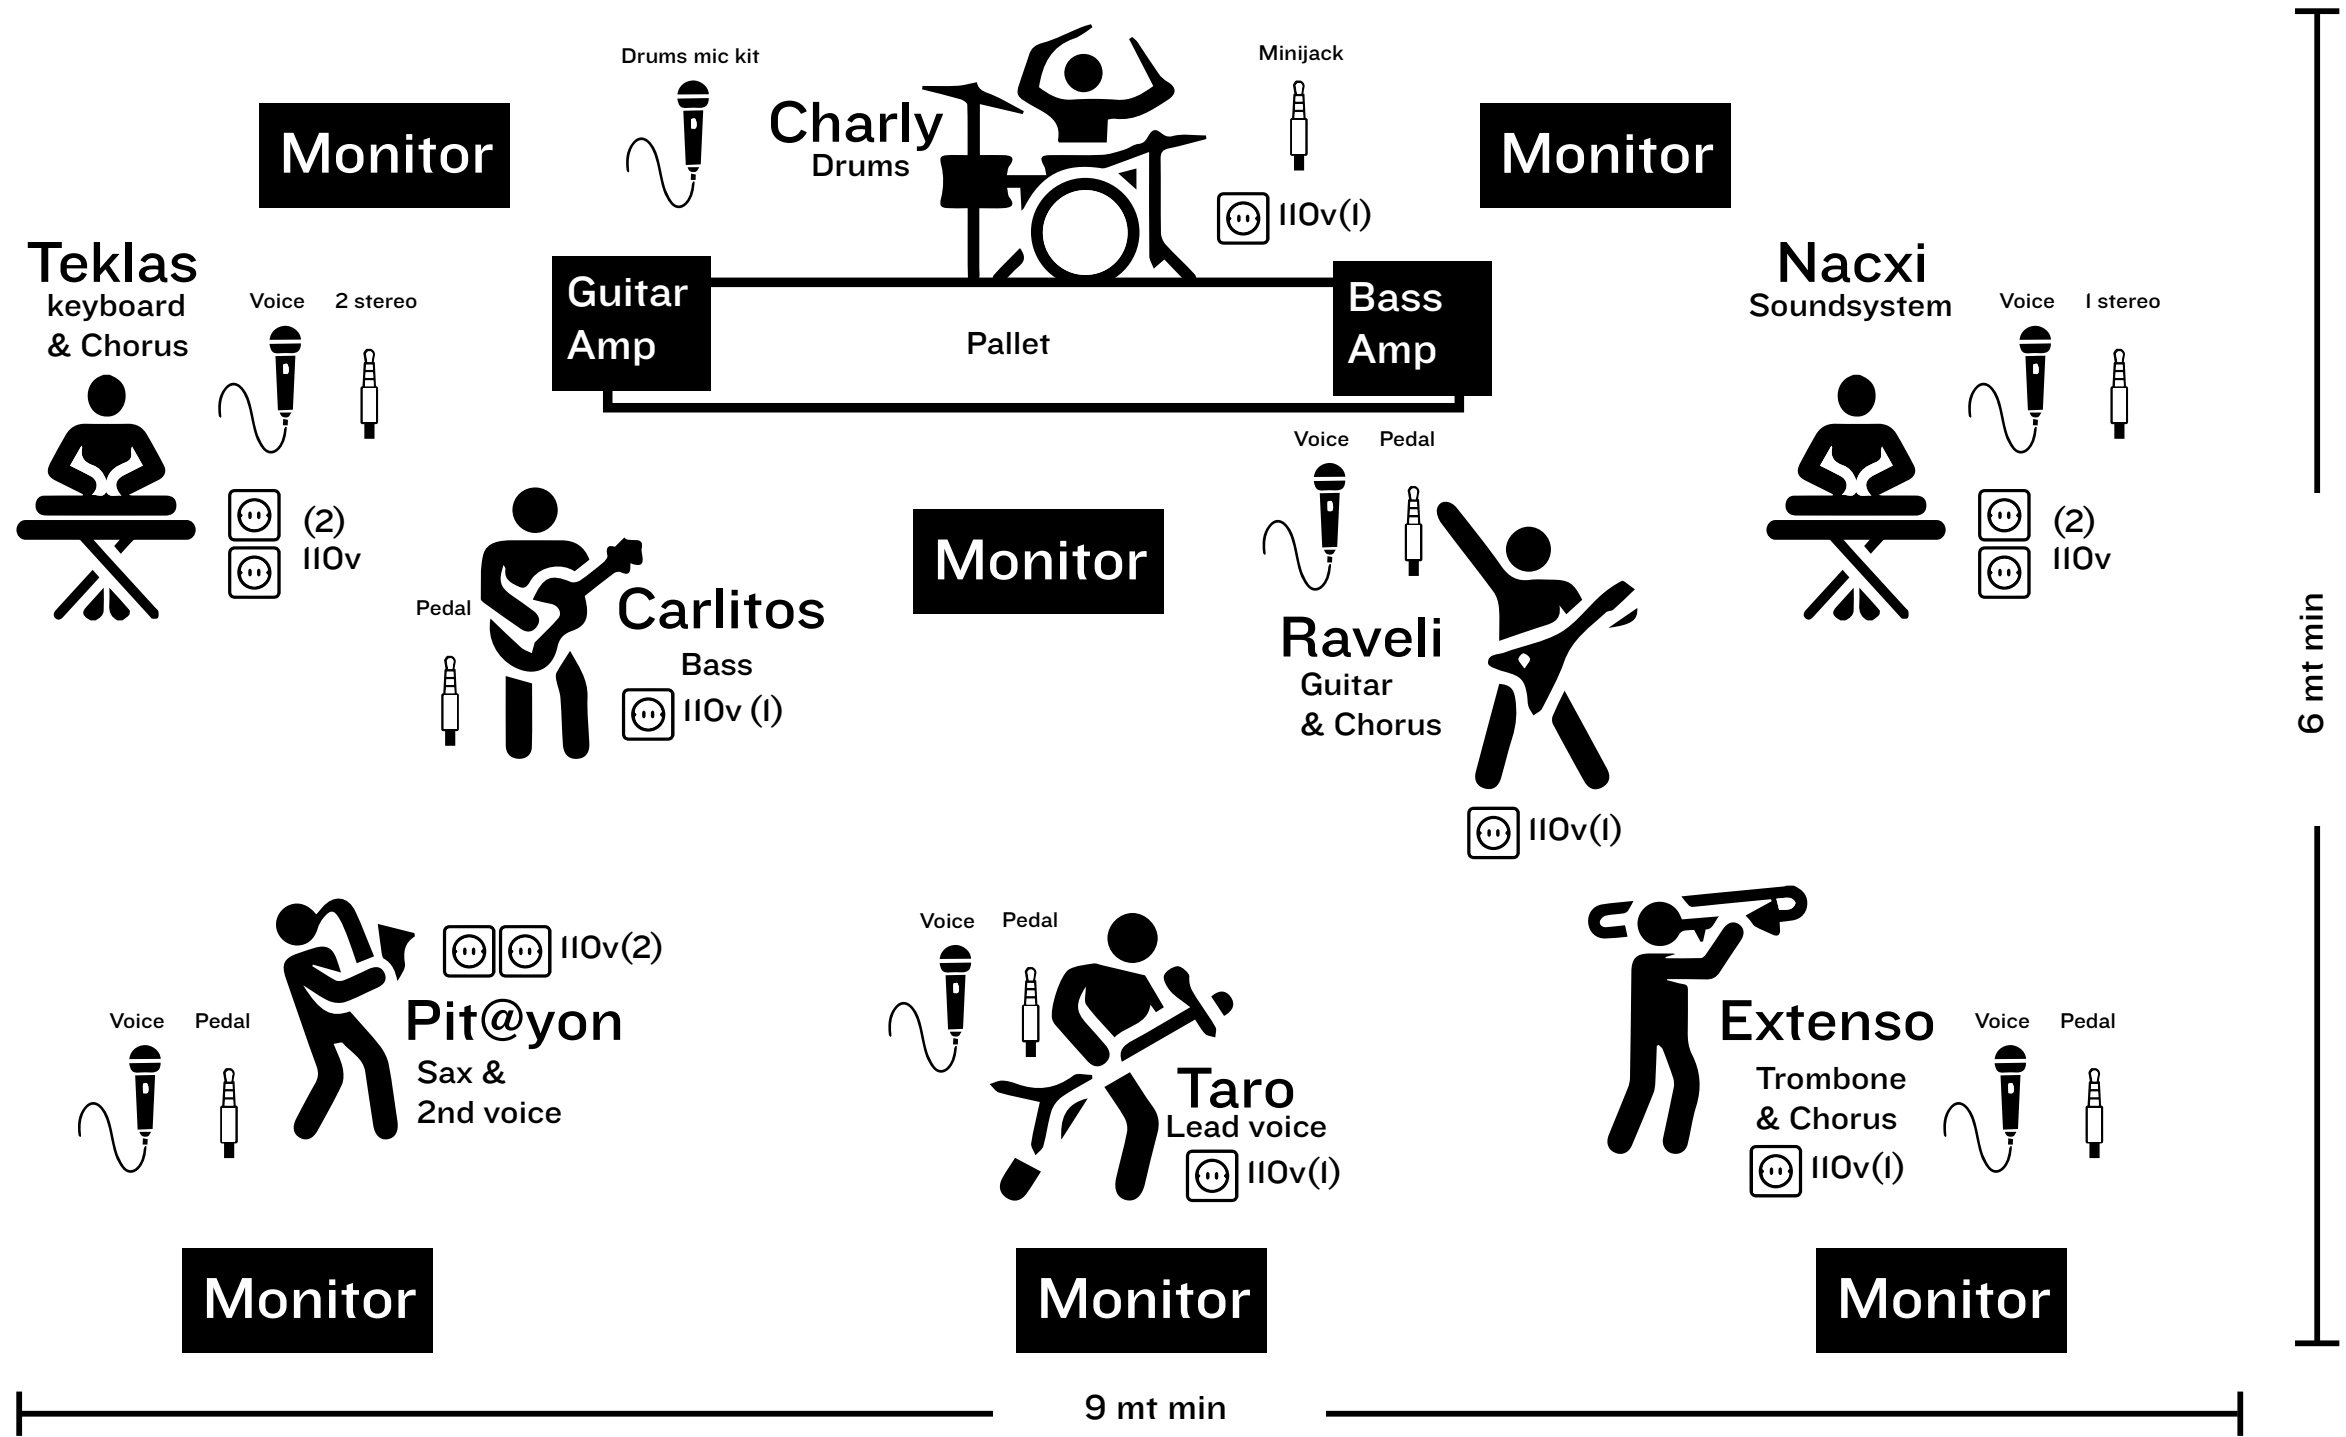 Drums mic kit
Minijack
Charly
Drums
Monitor
Monitor
110v(1)
Teklas
keyboard
& Chorus
Voice
2 stereo
Guitar
Amp
Pallet
Bass
Amp
Nacxi
Soundsystem
Voice
1 stereo
(2)
110v
Voice
Pedal
(2)
110v
Monitor
Pedal
Carlitos
Bass
110v (1)
Raveli
Guitar
& Chorus
110v(1)
6 mt min
110v(2)
Pit@yon
Sax &
2nd voice
Voice
Pedal
Voice
Pedal
Taro
Lead voice
110v(1)
Extenso
Trombone
& Chorus
110v(1)
Voice
Pedal
Monitor
Monitor
Monitor
9 mt min